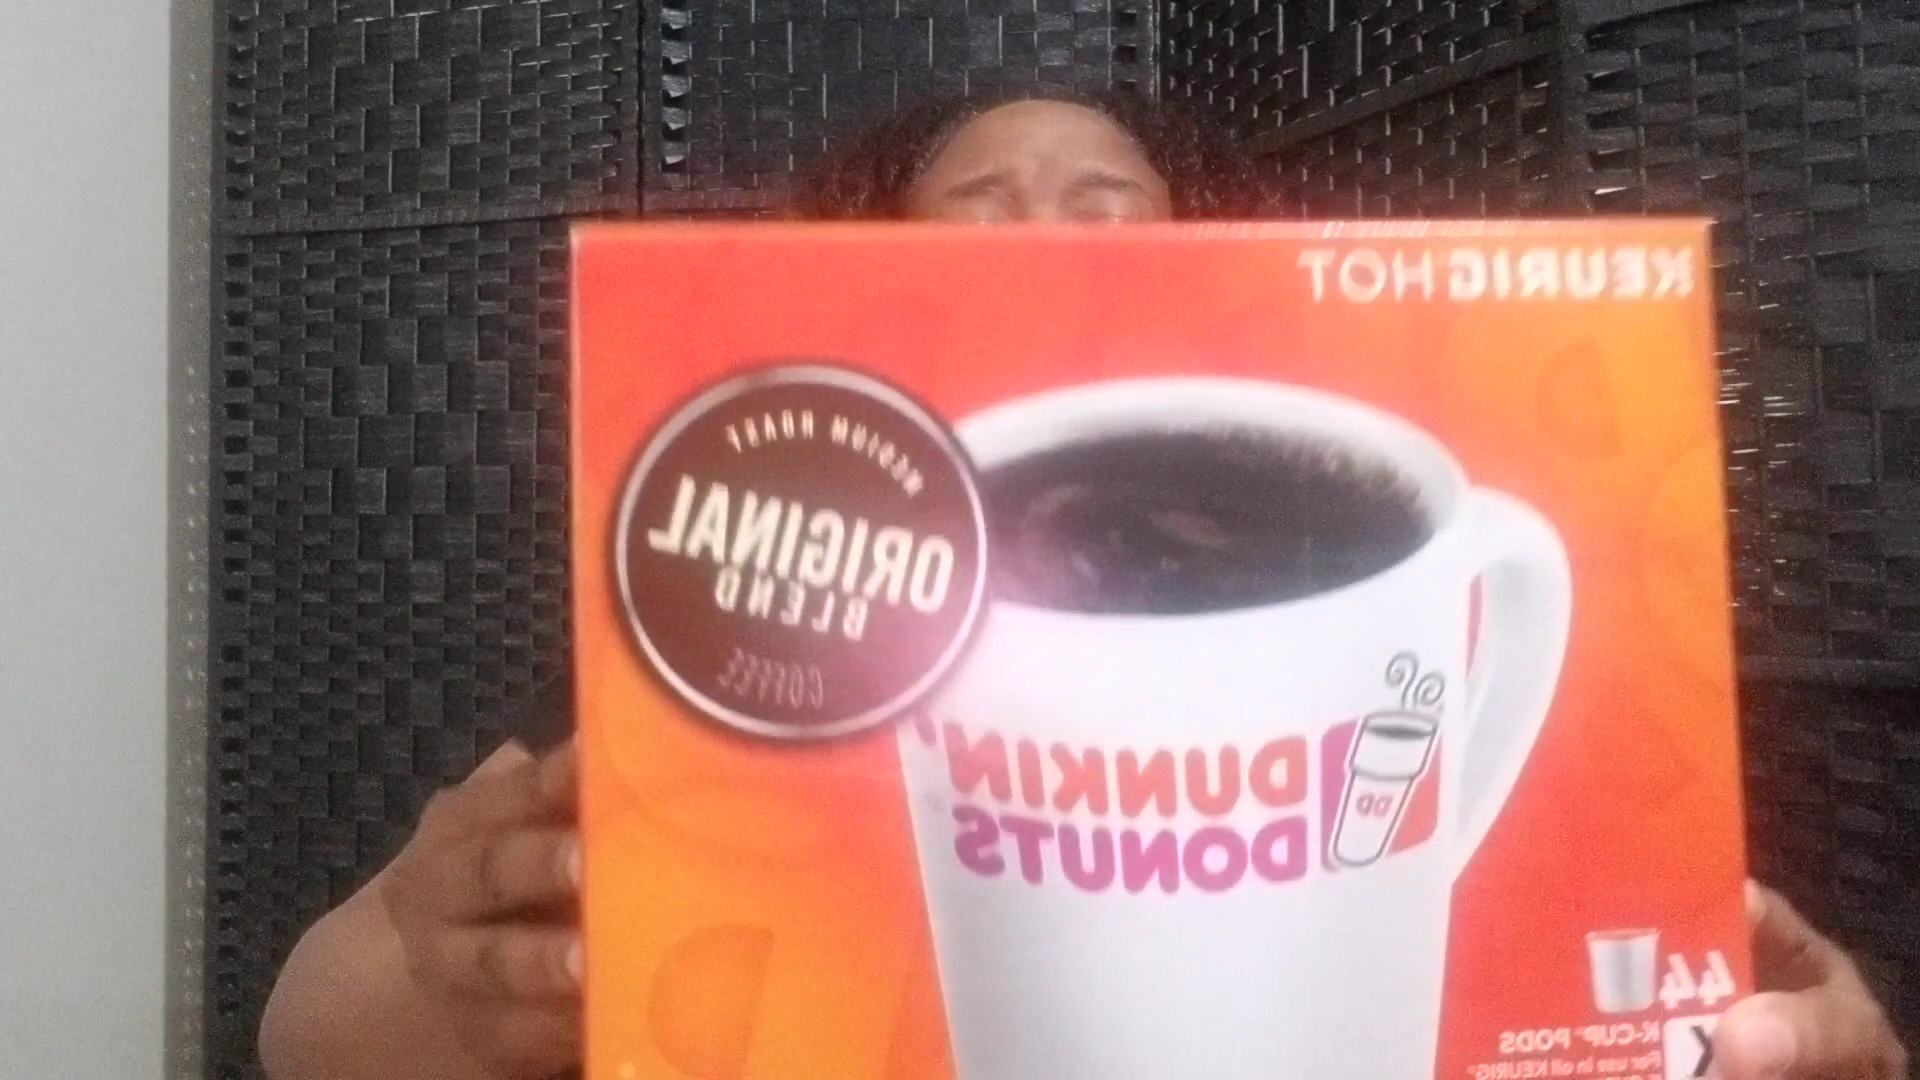 KEURIG HOT
MEDIUM ROAST
ORIGINAL
BLEND
COFFEE
DUNKIN'
DONUTS
DD
44
K-CUP PODS
For use in all KEURIG®